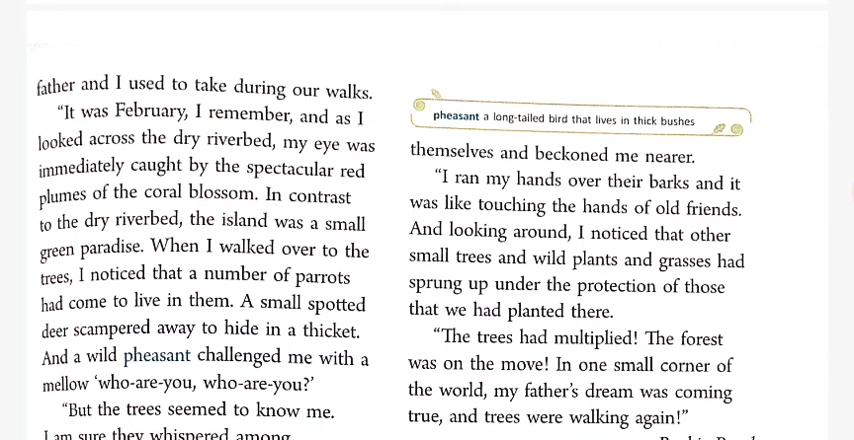 father and I used to take during our walks.
“It was February, I remember, and as I
looked across the dry riverbed, my eye was
immediately caught by the spectacular red
plumes of the coral blossom. In contrast
to the dry riverbed, the island was a small
green paradise. When I walked over to the
trees, I noticed that a number of parrots
had come to live in them. A small spotted
deer scampered away to hide in a thicket.
And a wild pheasant challenged me with a
mellow ‘who-are-you, who-are-you?’
“But the trees seemed to know me.
I am sure they whispered among
pheasant a long-tailed bird that lives in thick bushes
themselves and beckoned me nearer.
“I ran my hands over their barks and it
was like touching the hands of old friends.
And looking around, I noticed that other
small trees and wild plants and grasses had
sprung up under the protection of those
that we had planted there.
“The trees had multiplied! The forest
was on the move! In one small corner of
the world, my father’s dream was coming
true, and trees were walking again!”